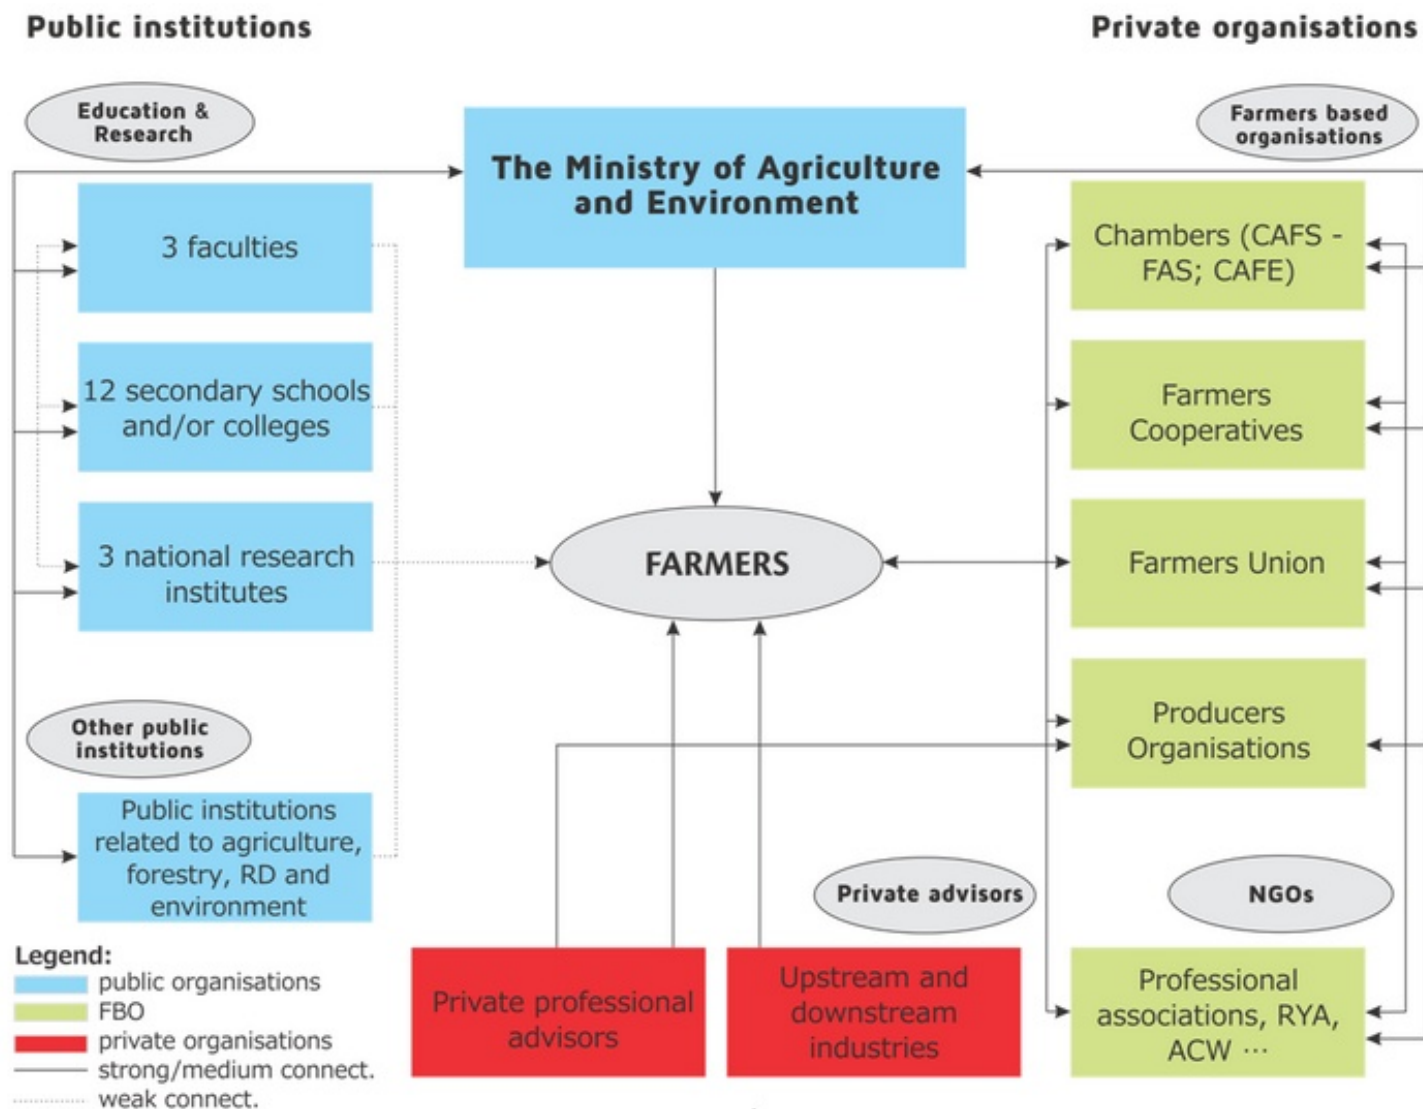 Public institutions
Private organisations
Education &
Research
Farmers based
organisations
The Ministry of Agriculture
and Environment
3 faculties
Chambers (CAFS -
FAS; CAFE)
12 secondary schools
and/or colleges
Farmers
Cooperatives
3 national research
institutes
FARMERS
Farmers Union
Other public
institutions
Producers
Organisations
Public institutions
related to agriculture,
forestry, RD and
environment
Private advisors
NGOs
Private professional
advisors
Upstream and
downstream
industries
Professional
associations, RYA,
ACW ...
Legend:
public organisations
FBO
private organisations
strong/medium connect.
weak connect.